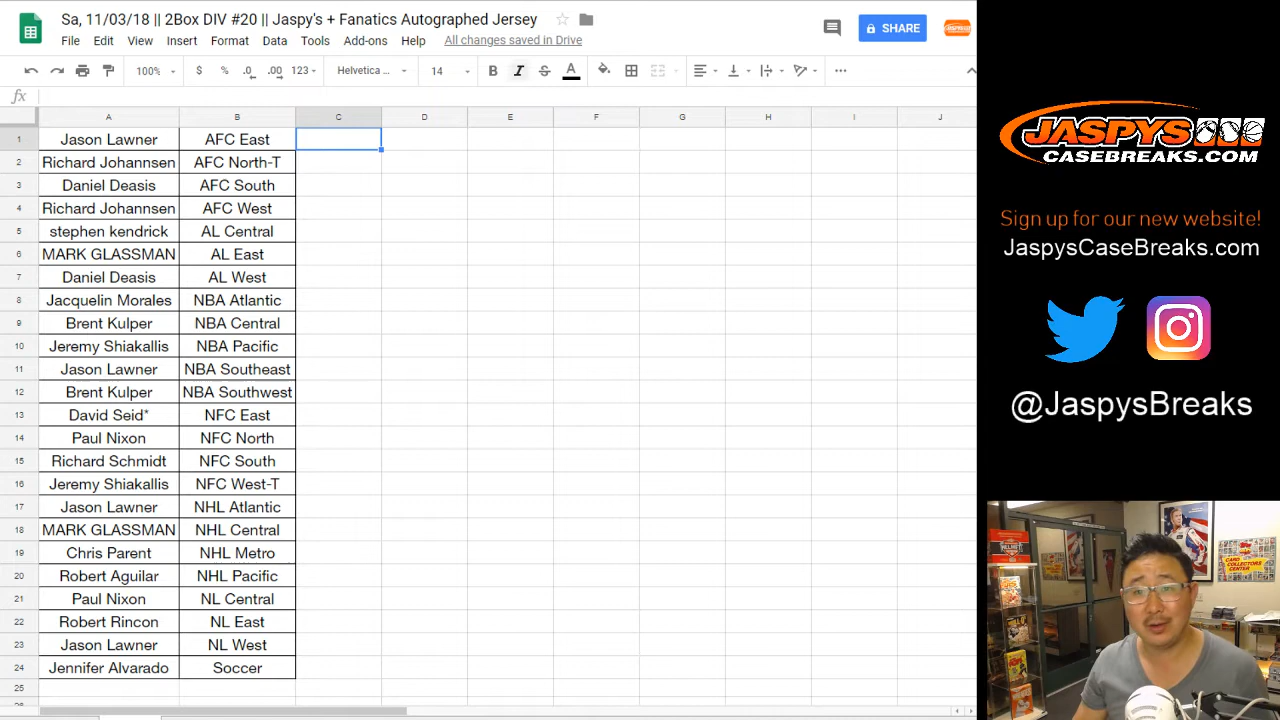 Sa, 11/03/18 || 2Box DIV #20 || Jaspy's + Fanatics Autographed Jersey
SHARE
File Edit View Insert Format Data Tools Add-ons Help All changes saved in Drive
100% $ % .0 .00 123 Helvetica ... 14 B I S A
fx
A B C D E F G H I J
1 Jason Lawner AFC East
2 Richard Johannsen AFC North-T
3 Daniel Deasis AFC South
4 Richard Johannsen AFC West
5 stephen kendrick AL Central
6 MARK GLASSMAN AL East
7 Daniel Deasis AL West
8 Jacquelin Morales NBA Atlantic
9 Brent Kulper NBA Central
10 Jeremy Shiakallis NBA Pacific
11 Jason Lawner NBA Southeast
12 Brent Kulper NBA Southwest
13 David Seid* NFC East
14 Paul Nixon NFC North
15 Richard Schmidt NFC South
16 Jeremy Shiakallis NFC West-T
17 Jason Lawner NHL Atlantic
18 MARK GLASSMAN NHL Central
19 Chris Parent NHL Metro
20 Robert Aguilar NHL Pacific
21 Paul Nixon NL Central
22 Robert Rincon NL East
23 Jason Lawner NL West
24 Jennifer Alvarado Soccer
25
JASPYS
CASEBREAKS.COM
Sign up for our new website!
JaspysCaseBreaks.com
@JaspysBreaks
CARD
COLLECTORS
CENTER